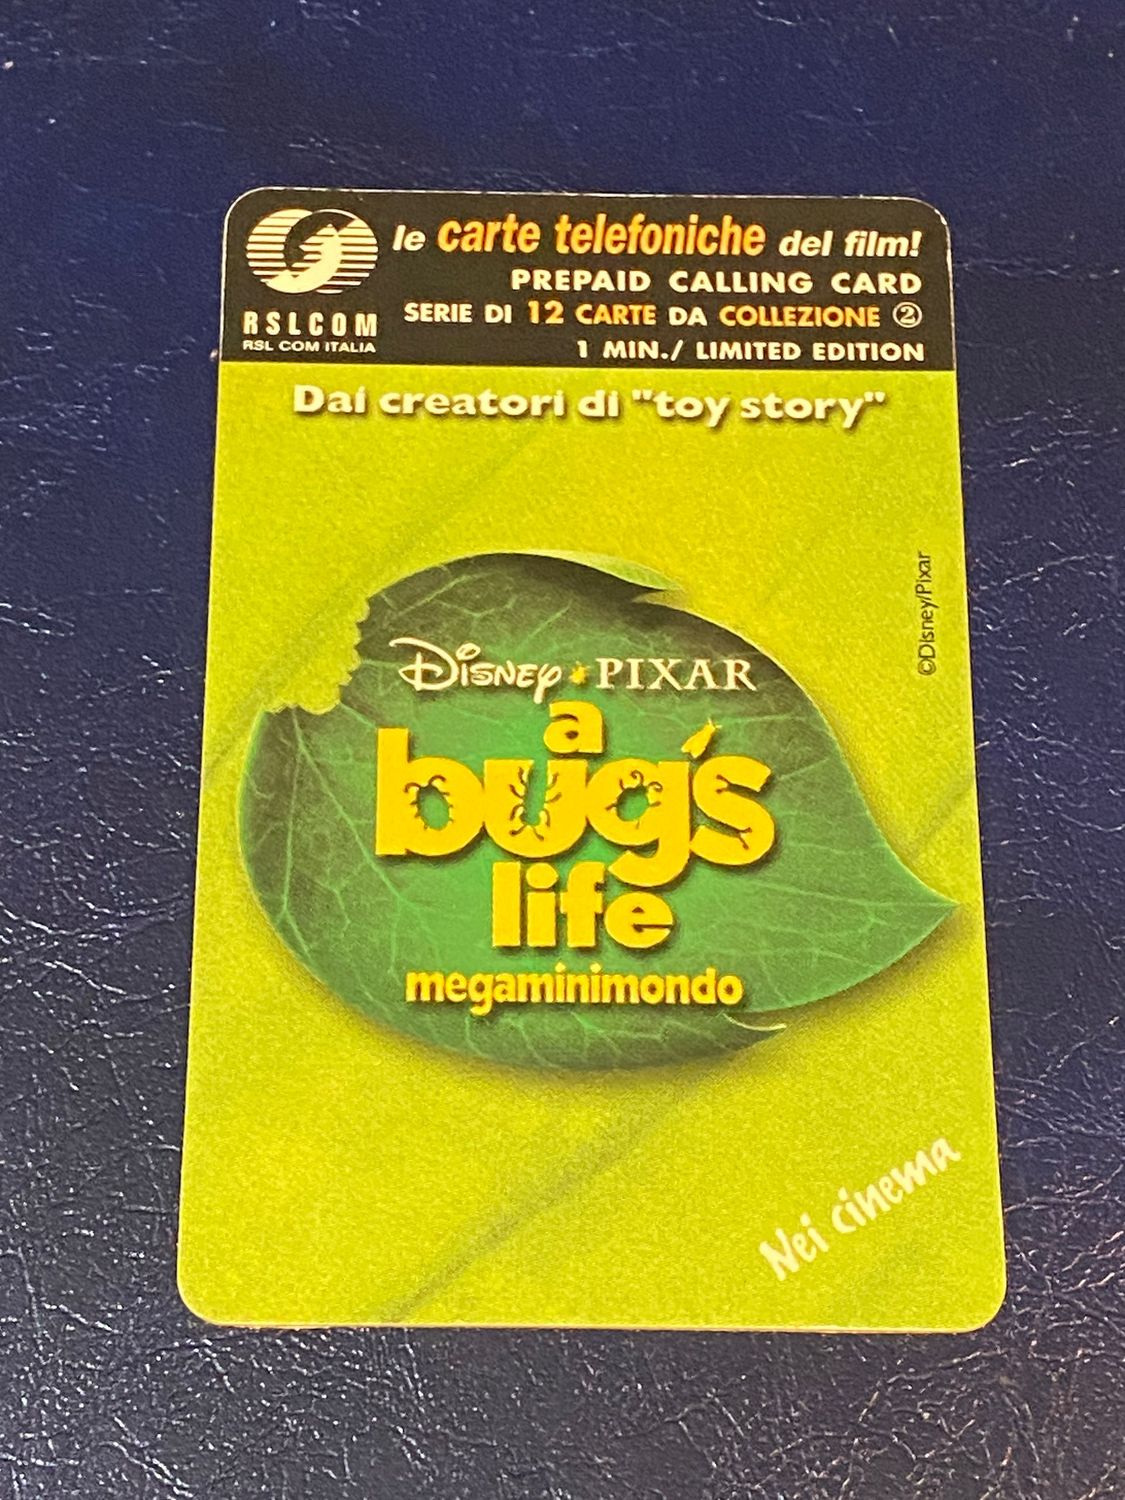 le carte telefoniche del film!
PREPAID CALLING CARD
SERIE DI 12 CARTE DA COLLEZIONE ②
1 MIN./ LIMITED EDITION
RSLCOM
RSL COM ITALIA
Dai creatori di "toy story"
©Disney/Pixar
Disney PIXAR
a
bug's
life
megaminimondo
Nei cinema